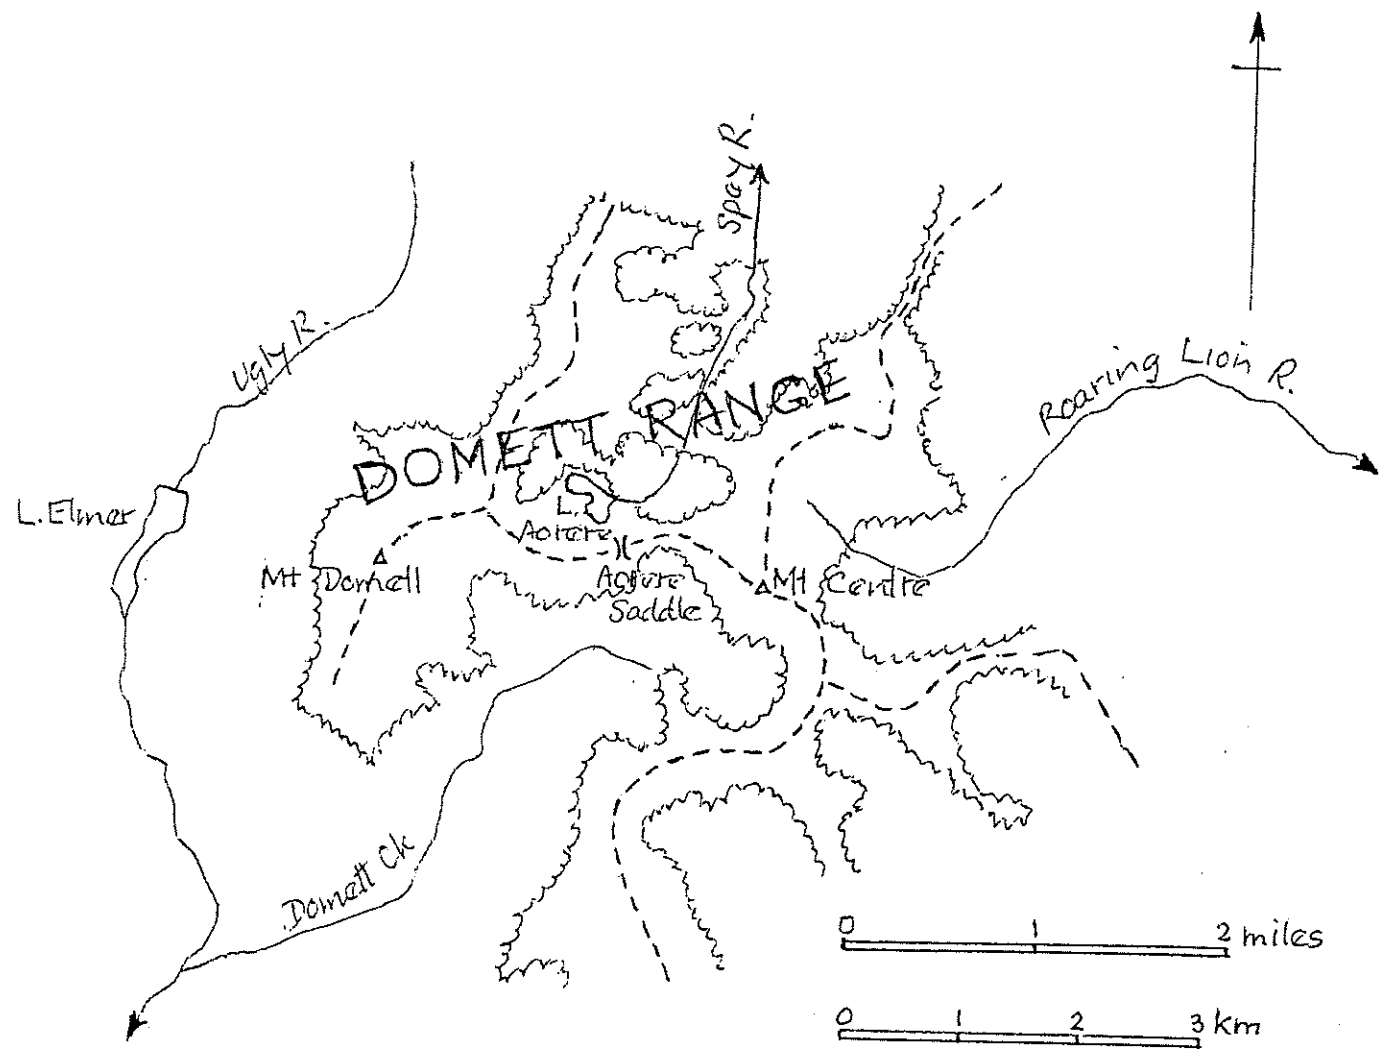 Spey R.
Ugly R.
Roaring Lion R.
DOMETT RANGE
L. Elmer
L.
Aorere
Mt Domett
Aorere
Saddle
Mt Centre
Domett Ck
0 1 2 miles
0 1 2 3 km